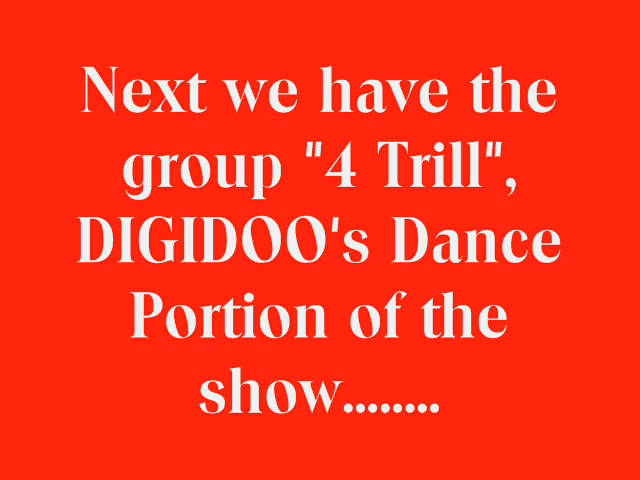 Next we have the
group "4 Trill",
DIGIDOO's Dance
Portion of the
show........